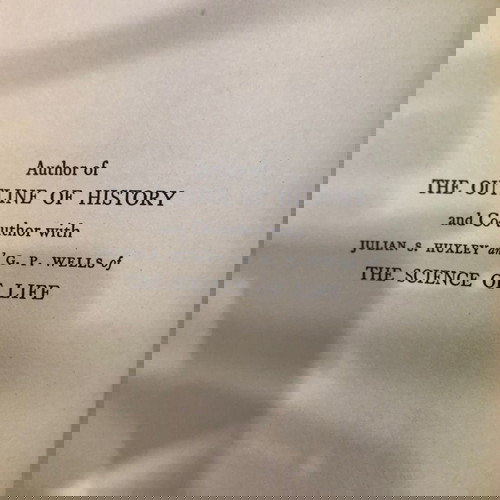 Author of
THE OUTLINE OF HISTORY
and Co-author with
JULIAN S. HUXLEY and G. P. WELLS of
THE SCIENCE OF LIFE